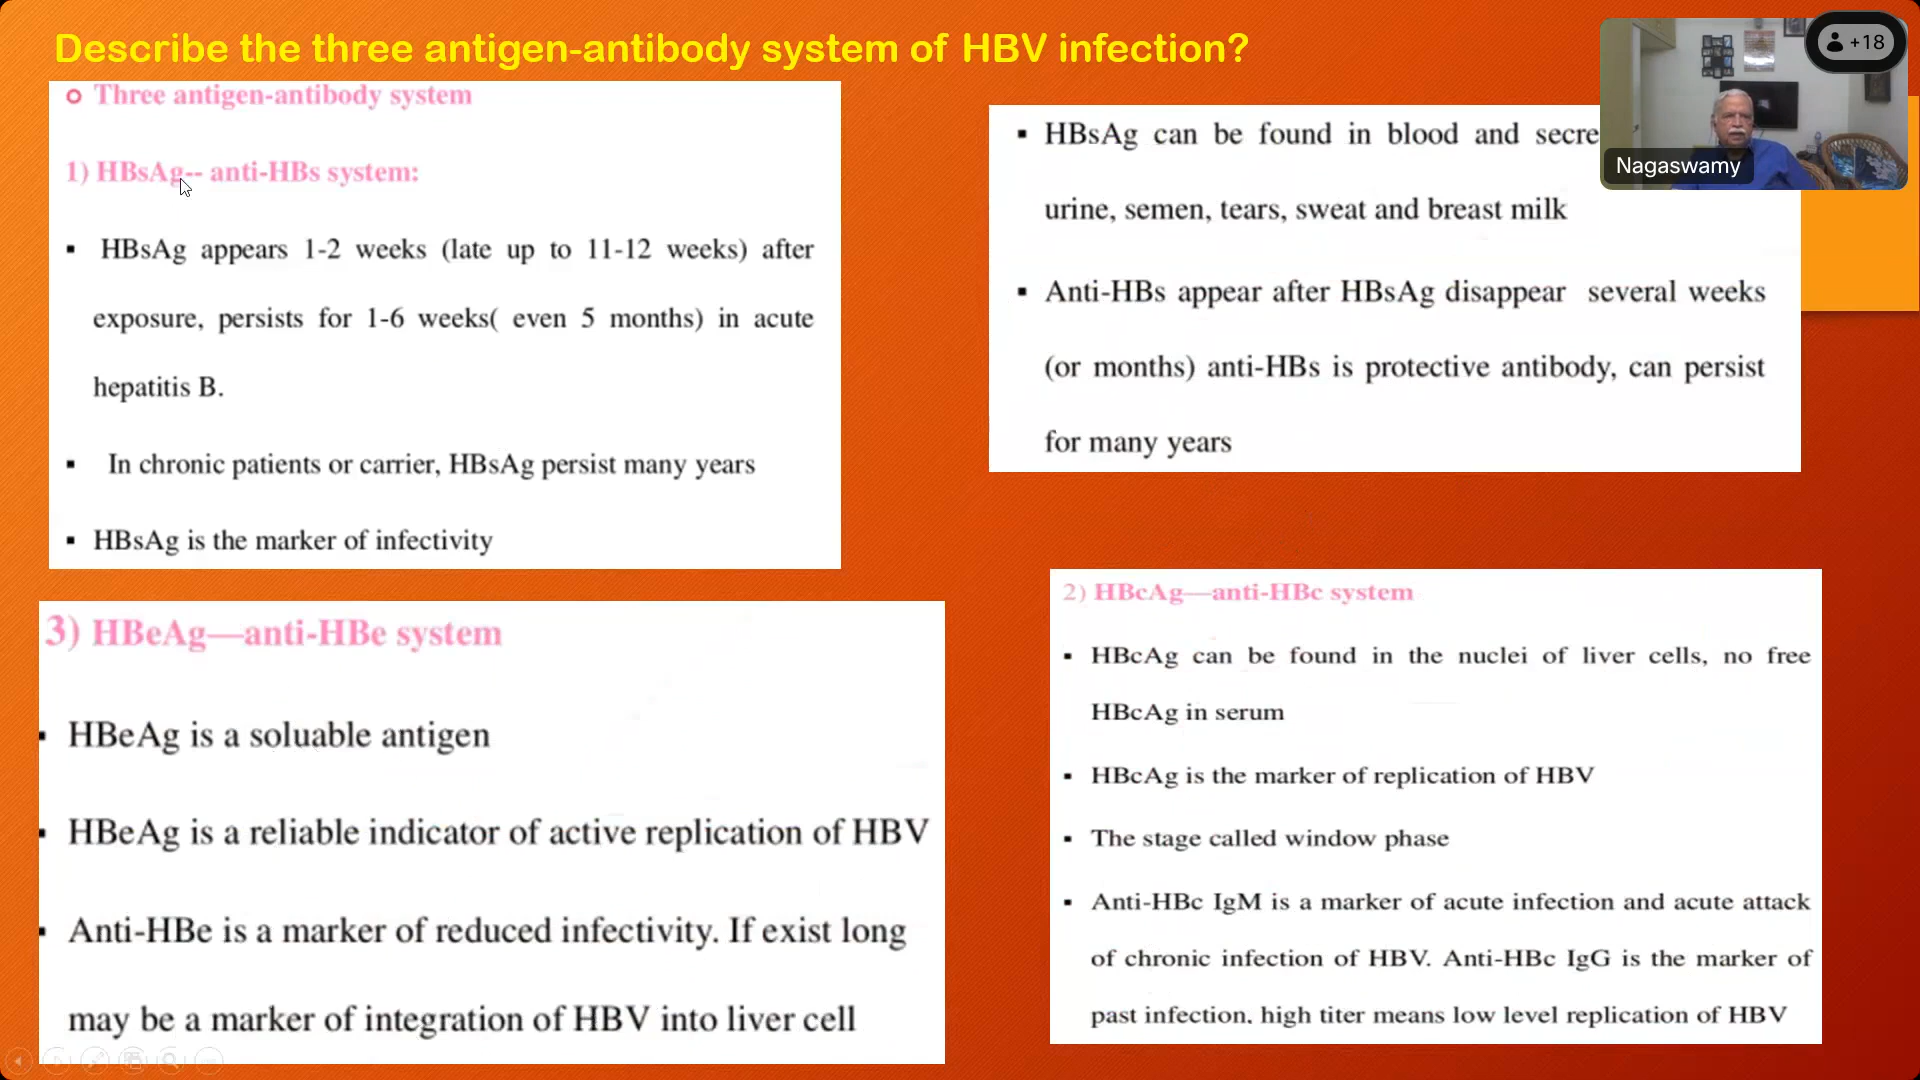 Describe the three antigen-antibody system of HBV infection?
Three antigen-antibody system
1) HBsAg-- anti-HBs system:
▪ HBsAg appears 1-2 weeks (late up to 11-12 weeks) after
exposure, persists for 1-6 weeks( even 5 months) in acute
hepatitis B.
▪ In chronic patients or carrier, HBsAg persist many years
▪ HBsAg is the marker of infectivity
▪ HBsAg can be found in blood and secre
urine, semen, tears, sweat and breast milk
▪ Anti-HBs appear after HBsAg disappear several weeks
(or months) anti-HBs is protective antibody, can persist
for many years
+18
Nagaswamy
2) HBcAg—anti-HBc system
▪ HBcAg can be found in the nuclei of liver cells, no free
HBcAg in serum
▪ HBcAg is the marker of replication of HBV
▪ The stage called window phase
▪ Anti-HBc IgM is a marker of acute infection and acute attack
of chronic infection of HBV. Anti-HBc IgG is the marker of
past infection, high titer means low level replication of HBV
3) HBeAg—anti-HBe system
▪ HBeAg is a soluable antigen
▪ HBeAg is a reliable indicator of active replication of HBV
▪ Anti-HBe is a marker of reduced infectivity. If exist long
may be a marker of integration of HBV into liver cell